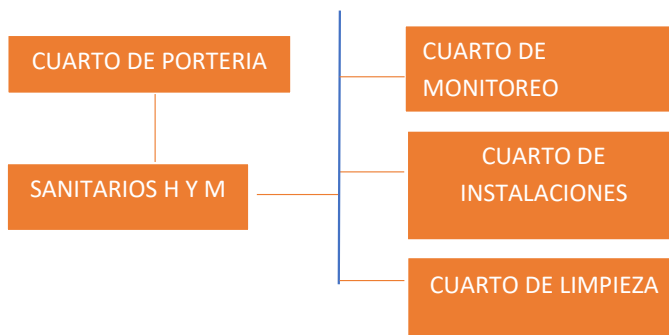 CUARTO DE PORTERIA
SANITARIOS H Y M
CUARTO DE
MONITOREO
CUARTO DE
INSTALACIONES
CUARTO DE LIMPIEZA